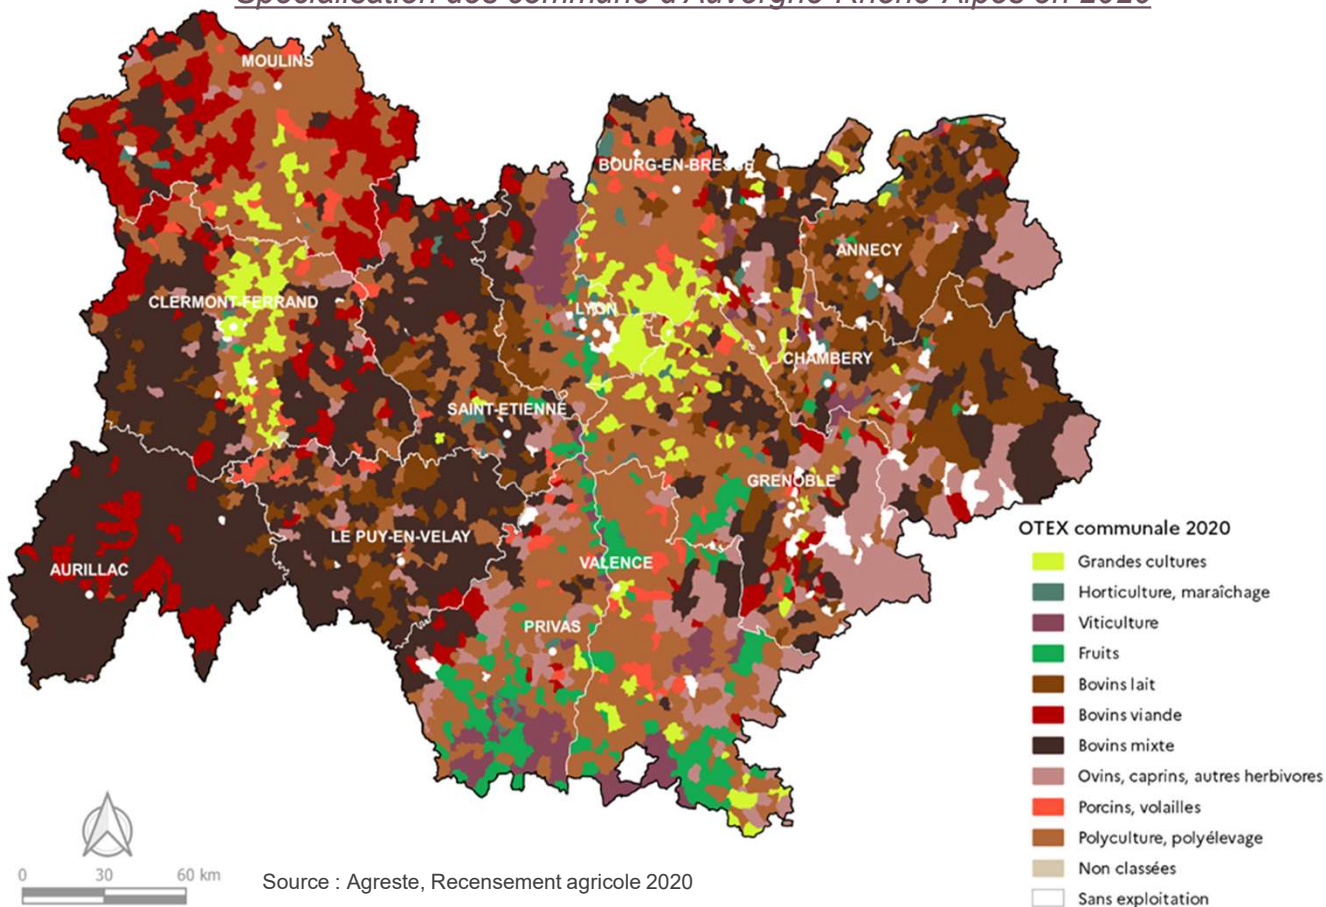 Spécialisation des commune d'Auvergne-Rhône-Alpes en 2020
MOULINS
BOURG-EN-BRESSE
ANNECY
CLERMONT-FERRAND
LYON
CHAMBERY
SAINT-ETIENNE
GRENOBLE
LE PUY-EN-VELAY
AURILLAC
VALENCE
PRIVAS
OTEX communale 2020
Grandes cultures
Horticulture, maraîchage
Viticulture
Fruits
Bovins lait
Bovins viande
Bovins mixte
Ovins, caprins, autres herbivores
Porcins, volailles
Polyculture, polyélevage
Non classées
Sans exploitation
0 30 60 km
Source : Agreste, Recensement agricole 2020